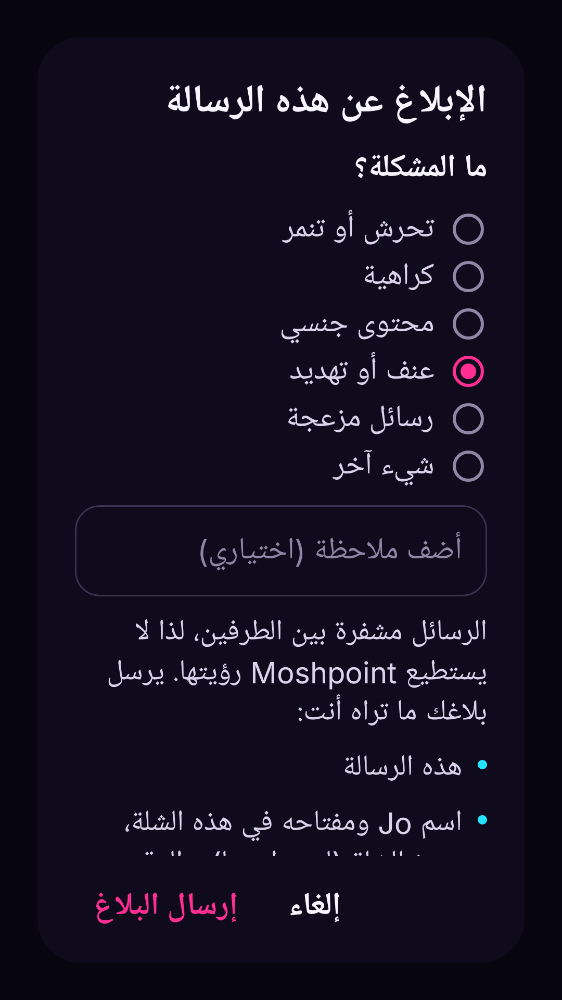 الإبلاغ عن هذه الرسالة
ما المشكلة؟
تحرش أو تنمر
كراهية
محتوى جنسي
عنف أو تهديد
رسائل مزعجة
شيء آخر
أضف ملاحظة (اختياري)
الرسائل مشفرة بين الطرفين، لذا لا
يستطيع Moshpoint رؤيتها. يرسل
بلاغك ما تراه أنت:
هذه الرسالة
اسم Jo ومفتاحه في هذه الشلة،
إلغاء
إرسال البلاغ